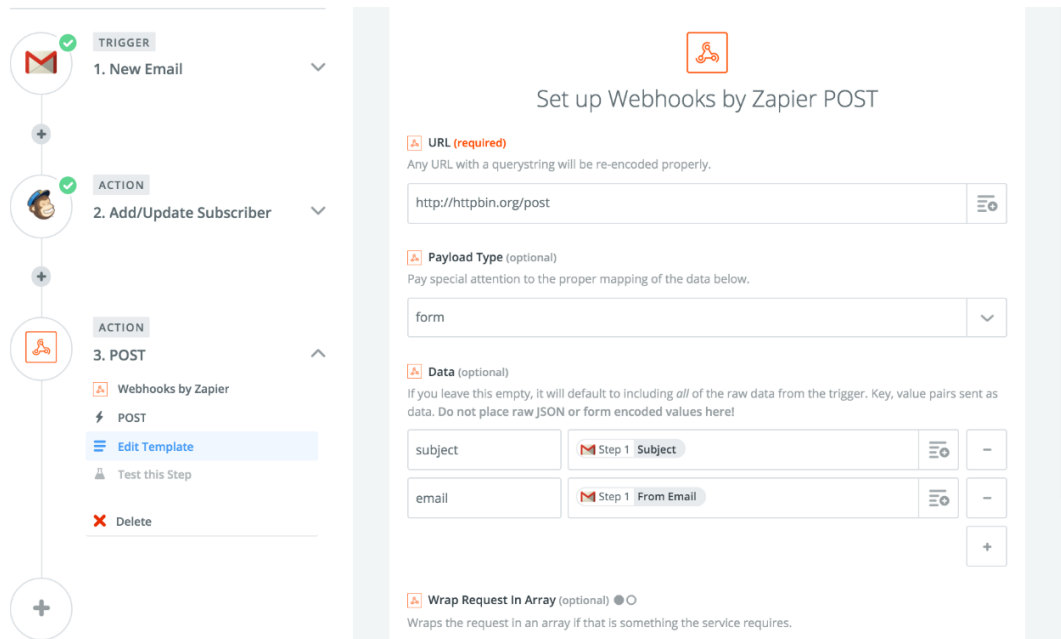 TRIGGER
1. New Email
ACTION
2. Add/Update Subscriber
ACTION
3. POST
Webhooks by Zapier
POST
Edit Template
Test this Step
Delete
Set up Webhooks by Zapier POST
URL (required)
Any URL with a querystring will be re-encoded properly.
http://httpbin.org/post
Payload Type (optional)
Pay special attention to the proper mapping of the data below.
form
Data (optional)
If you leave this empty, it will default to including all of the raw data from the trigger. Key, value pairs sent as
data. Do not place raw JSON or form encoded values here!
subject
Step 1 Subject
email
Step 1 From Email
Wrap Request In Array (optional)
Wraps the request in an array if that is something the service requires.